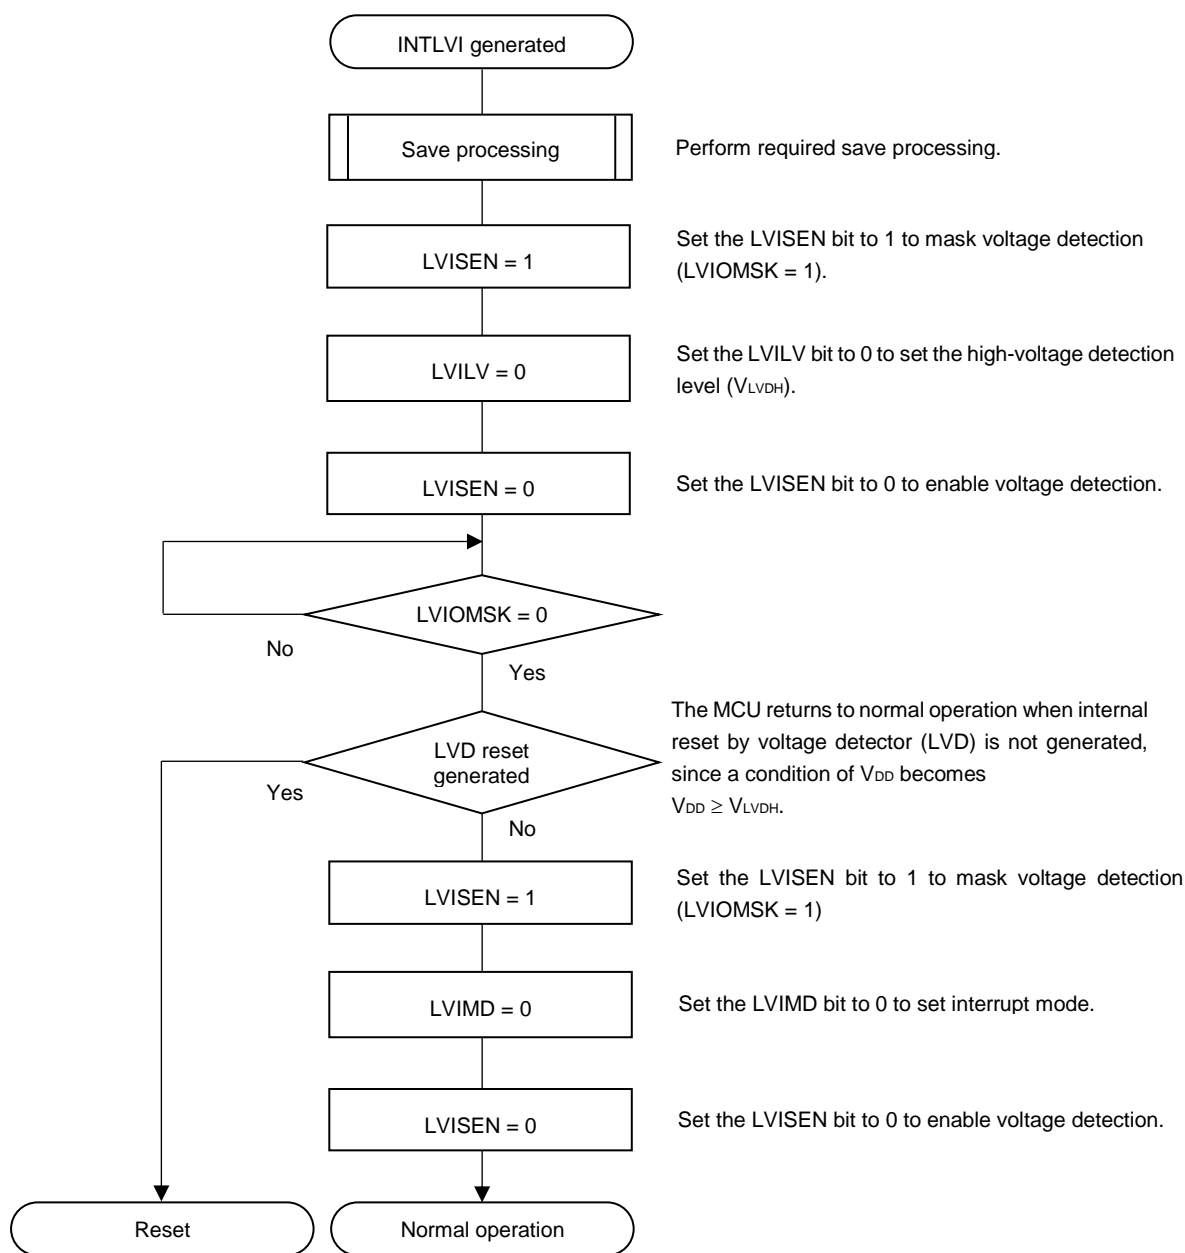 INTLVI generated
Save processing
Perform required save processing.
LVISEN = 1
Set the LVISEN bit to 1 to mask voltage detection
(LVIOMSK = 1).
LVILV = 0
Set the LVILV bit to 0 to set the high-voltage detection
level (VLVDH).
LVISEN = 0
Set the LVISEN bit to 0 to enable voltage detection.
LVIOMSK = 0
No
Yes
LVD reset
generated
The MCU returns to normal operation when internal
reset by voltage detector (LVD) is not generated,
since a condition of VDD becomes
VDD ≥ VLVDH.
Yes
No
LVISEN = 1
Set the LVISEN bit to 1 to mask voltage detection
(LVIOMSK = 1)
LVIMD = 0
Set the LVIMD bit to 0 to set interrupt mode.
LVISEN = 0
Set the LVISEN bit to 0 to enable voltage detection.
Reset
Normal operation